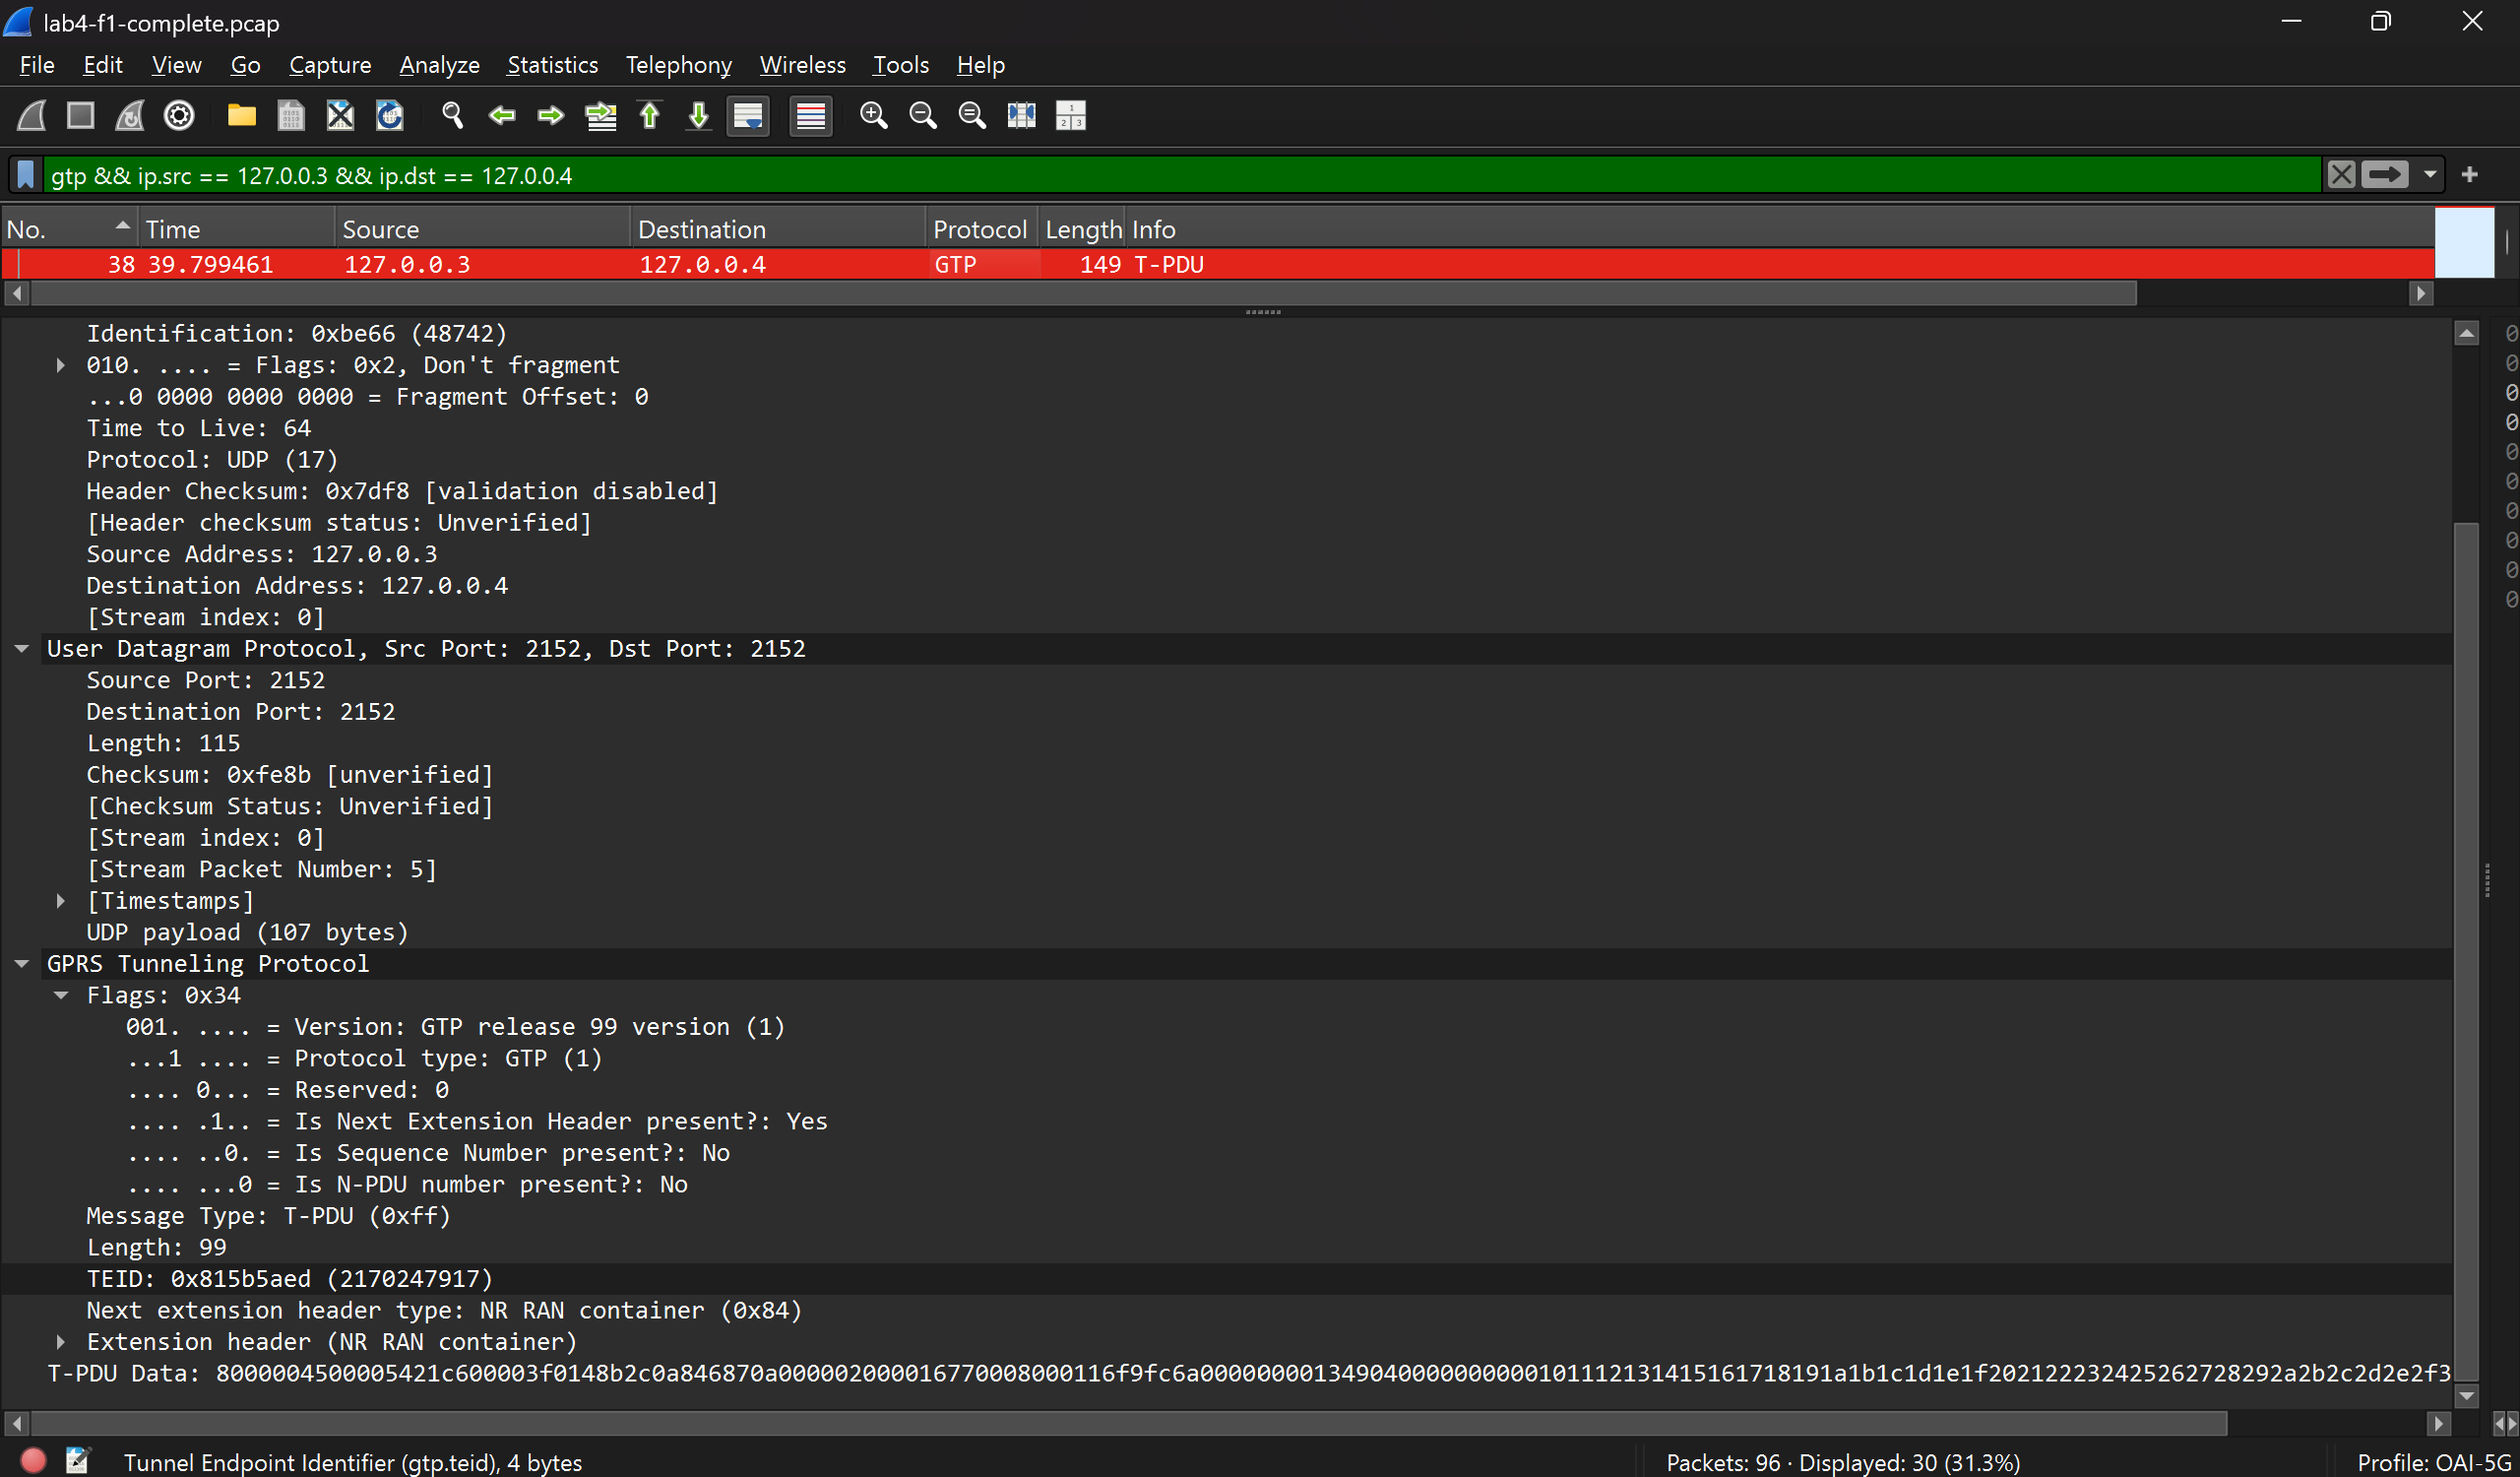 lab4-f1-complete.pcap
File Edit View Go Capture Analyze Statistics Telephony Wireless Tools Help
gtp && ip.src == 127.0.0.3 && ip.dst == 127.0.0.4
No. Time Source Destination Protocol Length Info
38 39.799461 127.0.0.3 127.0.0.4 GTP 149 T-PDU
Identification: 0xbe66 (48742)
010. .... = Flags: 0x2, Don't fragment
...0 0000 0000 0000 = Fragment Offset: 0
Time to Live: 64
Protocol: UDP (17)
Header Checksum: 0x7df8 [validation disabled]
[Header checksum status: Unverified]
Source Address: 127.0.0.3
Destination Address: 127.0.0.4
[Stream index: 0]
User Datagram Protocol, Src Port: 2152, Dst Port: 2152
Source Port: 2152
Destination Port: 2152
Length: 115
Checksum: 0xfe8b [unverified]
[Checksum Status: Unverified]
[Stream index: 0]
[Stream Packet Number: 5]
[Timestamps]
UDP payload (107 bytes)
GPRS Tunneling Protocol
Flags: 0x34
001. .... = Version: GTP release 99 version (1)
...1 .... = Protocol type: GTP (1)
.... 0... = Reserved: 0
.... .1.. = Is Next Extension Header present?: Yes
.... ..0. = Is Sequence Number present?: No
.... ...0 = Is N-PDU number present?: No
Message Type: T-PDU (0xff)
Length: 99
TEID: 0x815b5aed (2170247917)
Next extension header type: NR RAN container (0x84)
Extension header (NR RAN container)
T-PDU Data: 8000004500005421c600003f0148b2c0a846870a0000020000167700080001​16f9fc6a00000000134904000000000010111213141516171819​1a1b1c1d1e1f202122232425262728292a2b2c2d2e2f3
Tunnel Endpoint Identifier (gtp.teid), 4 bytes
Packets: 96 · Displayed: 30 (31.3%)
Profile: OAI-5G